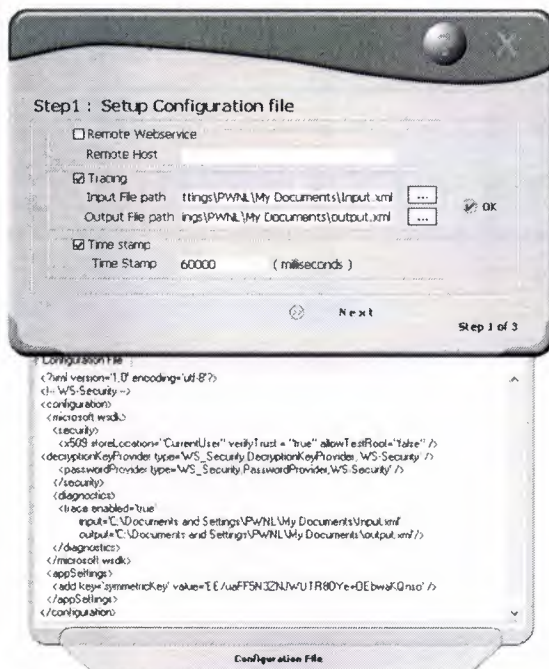 Step1 : Setup Configuration file
Remote Webservice
Remote Host
Tracing
Input File path ttings\PWNL\My Documents\Input.xml ...
Output File path ings\PWNL\My Documents\output.xml ...
OK
Time stamp
Time Stamp 60000 ( miliseconds )
Next
Step 1 of 3
Configuration File
<?xml version='1.0' encoding='utf-8'?>
<!-- WS-Security -->
<configuration>
<microsoft.wsdk>
<security>
<x509 storeLocation="CurrentUser" verifyTrust = "true" allowTestRoot="false" />
<decryptionKeyProvider type='WS_Security.DecryptionKeyProvider, WS-Security' />
<passwordProvider type='WS_Security.PasswordProvider,WS-Security' />
</security>
<diagnostics>
<trace enabled='true'
input='C:\Documents and Settings\PWNL\My Documents\Input.xml'
output='C:\Documents and Settings\PWNL\My Documents\output.xml'/>
</diagnostics>
</microsoft.wsdk>
<appSettings>
<add key='symmetricKey' />
</appSettings>
</configuration>
Configuration File